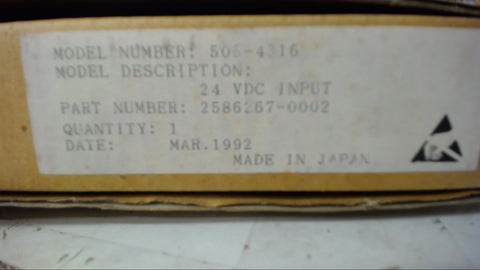 MODEL NUMBER: 505-4316
MODEL DESCRIPTION:
24 VDC INPUT
PART NUMBER: 2586267-0002
QUANTITY: 1
DATE: MAR.1992
MADE IN JAPAN